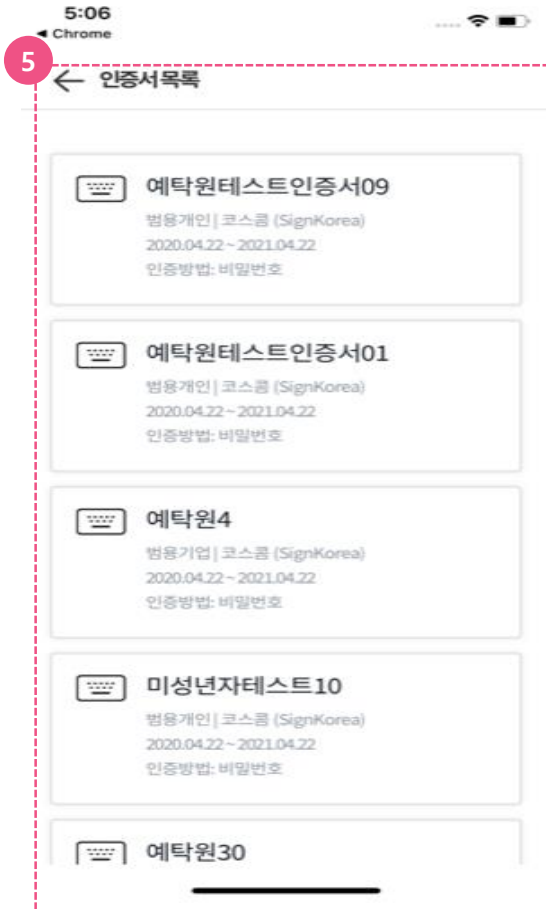 5:06
◀ Chrome
5
← 인증서목록
예탁원테스트인증서09
범용개인 | 코스콤 (SignKorea)
2020.04.22 ~ 2021.04.22
인증방법: 비밀번호
예탁원테스트인증서01
범용개인 | 코스콤 (SignKorea)
2020.04.22 ~ 2021.04.22
인증방법: 비밀번호
예탁원4
범용기업 | 코스콤 (SignKorea)
2020.04.22 ~ 2021.04.22
인증방법: 비밀번호
미성년자테스트10
범용개인 | 코스콤 (SignKorea)
2020.04.22 ~ 2021.04.22
인증방법: 비밀번호
예탁원30